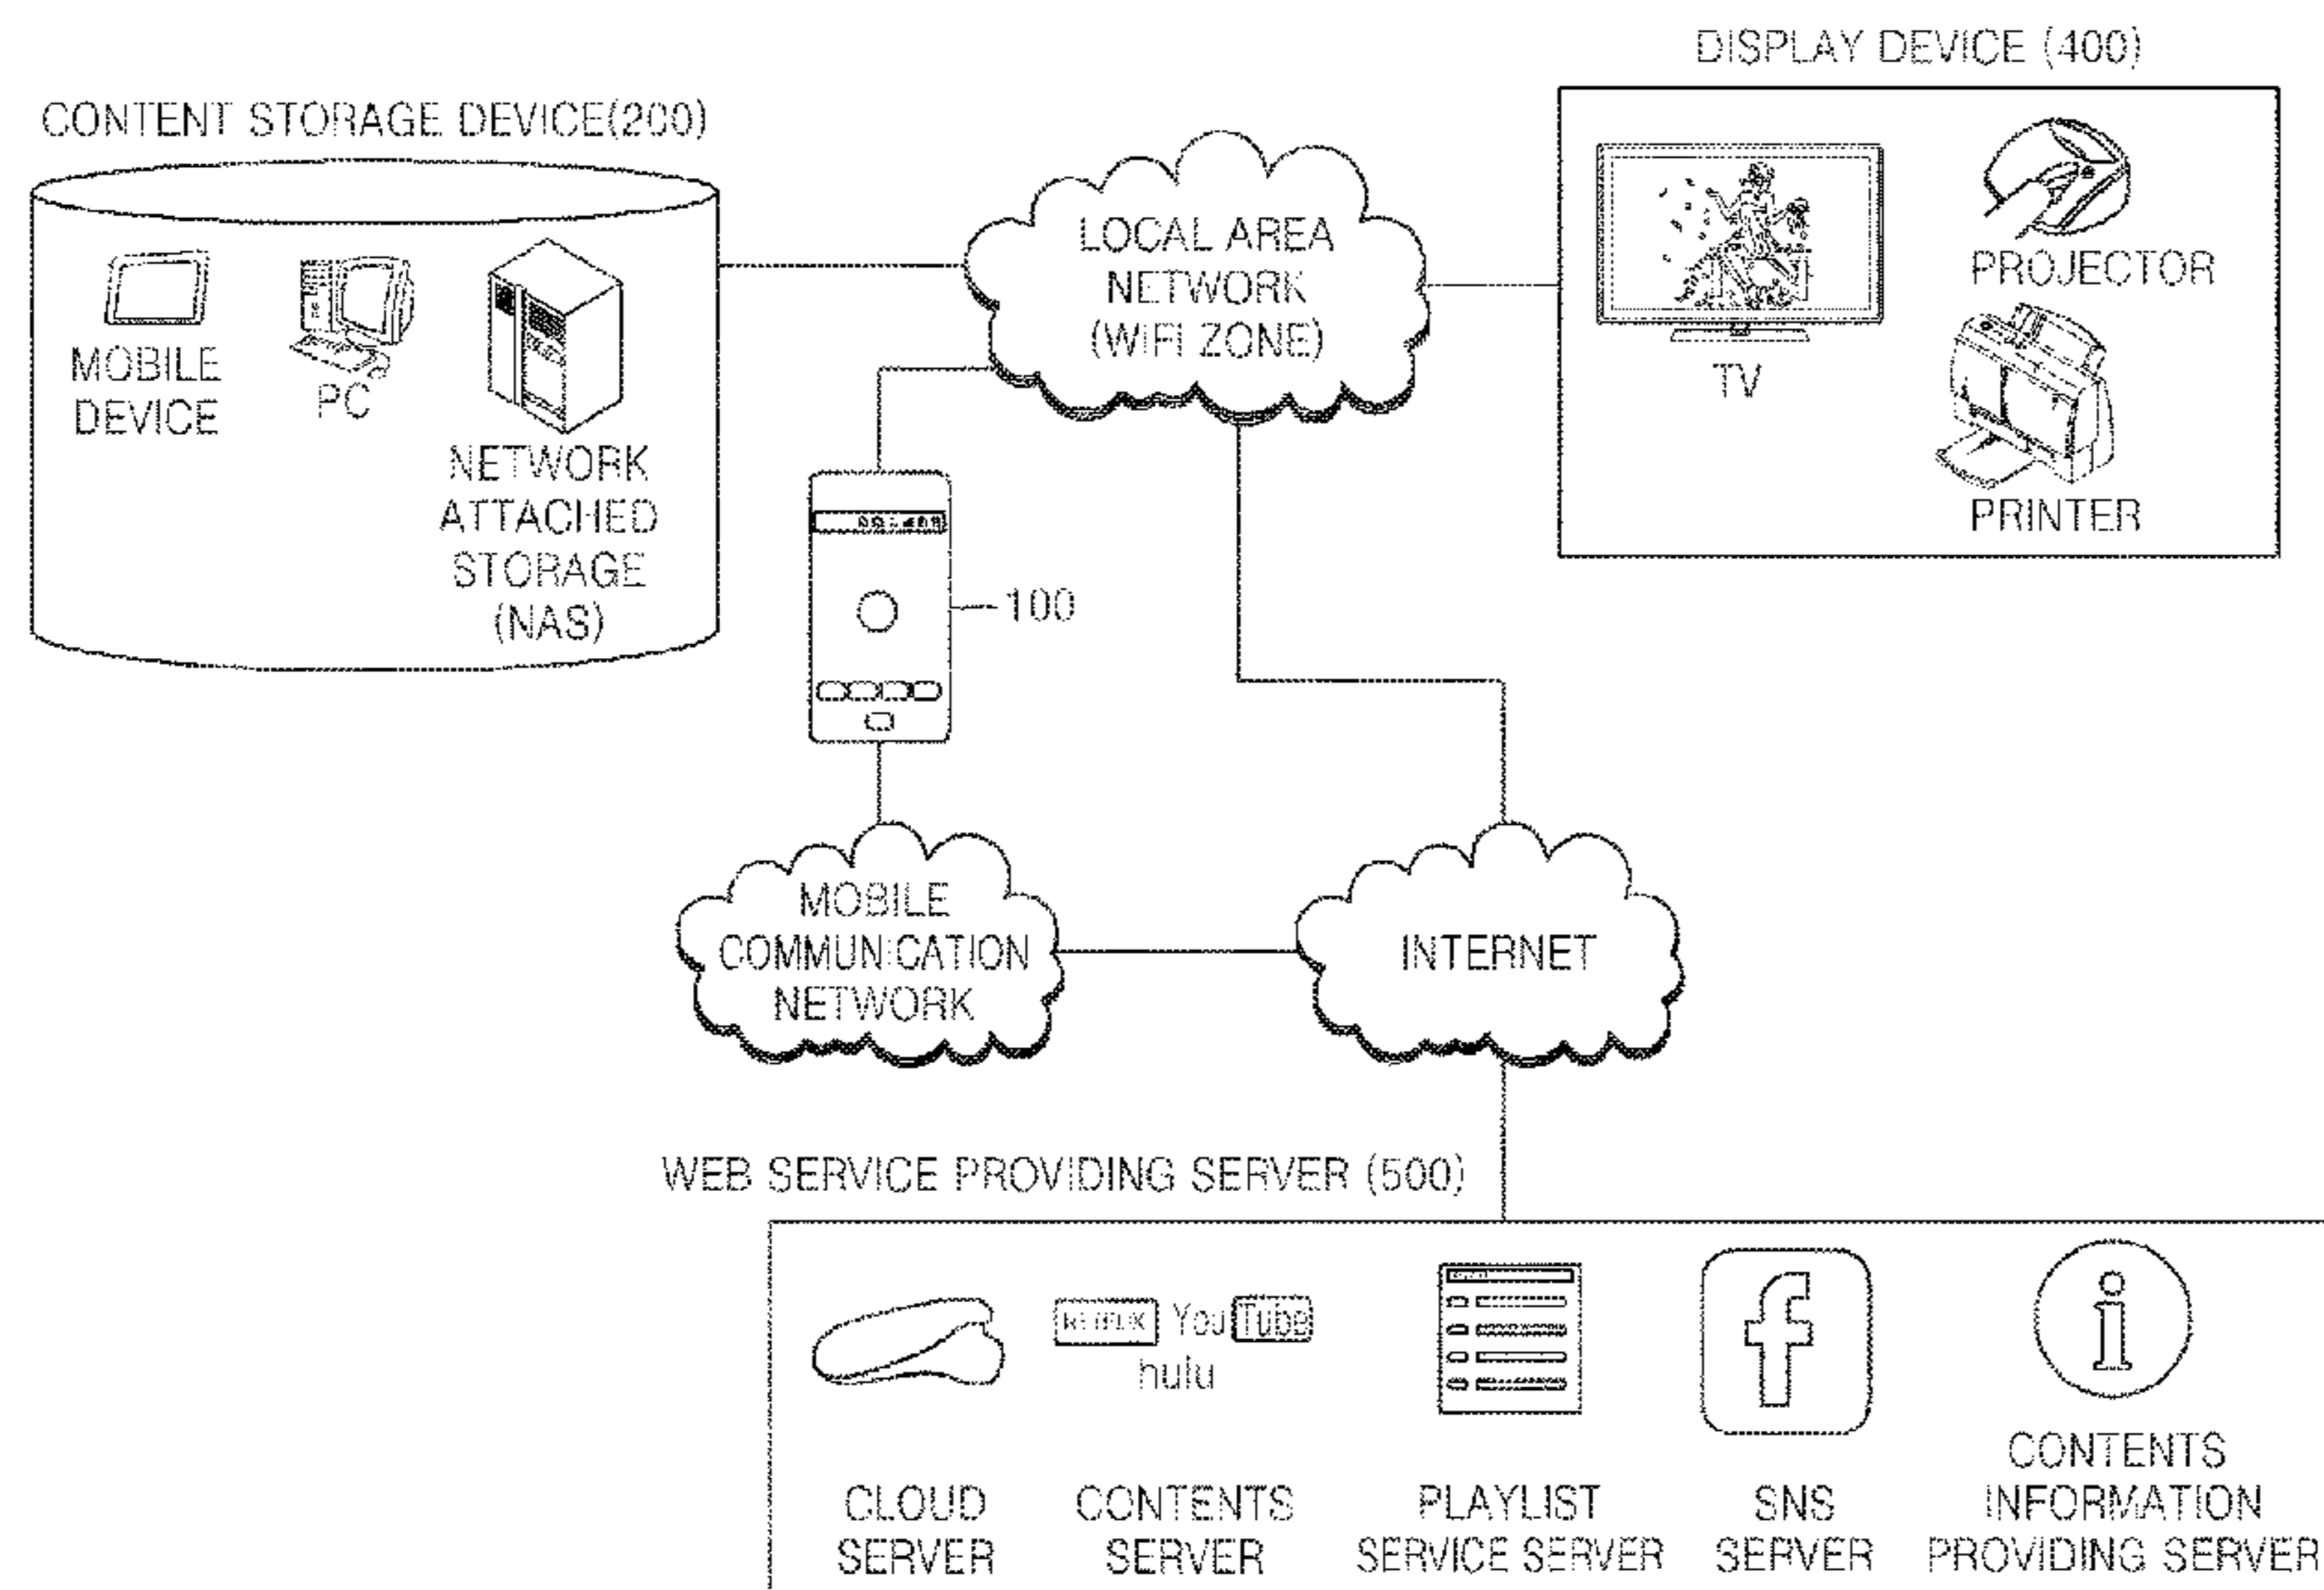 DISPLAY DEVICE (400)
CONTENT STORAGE DEVICE(200)
LOCAL AREA
NETWORK
(WIFI ZONE)
PROJECTOR
TV
PRINTER
MOBILE
DEVICE
PC
NETWORK
ATTACHED
STORAGE
(NAS)
100
MOBILE
COMMUNICATION
NETWORK
INTERNET
WEB SERVICE PROVIDING SERVER (500)
NETFLIX YouTube
hulu
f
i
CLOUD
SERVER
CONTENTS
SERVER
PLAYLIST
SERVICE SERVER
SNS
SERVER
CONTENTS
INFORMATION
PROVIDING SERVER